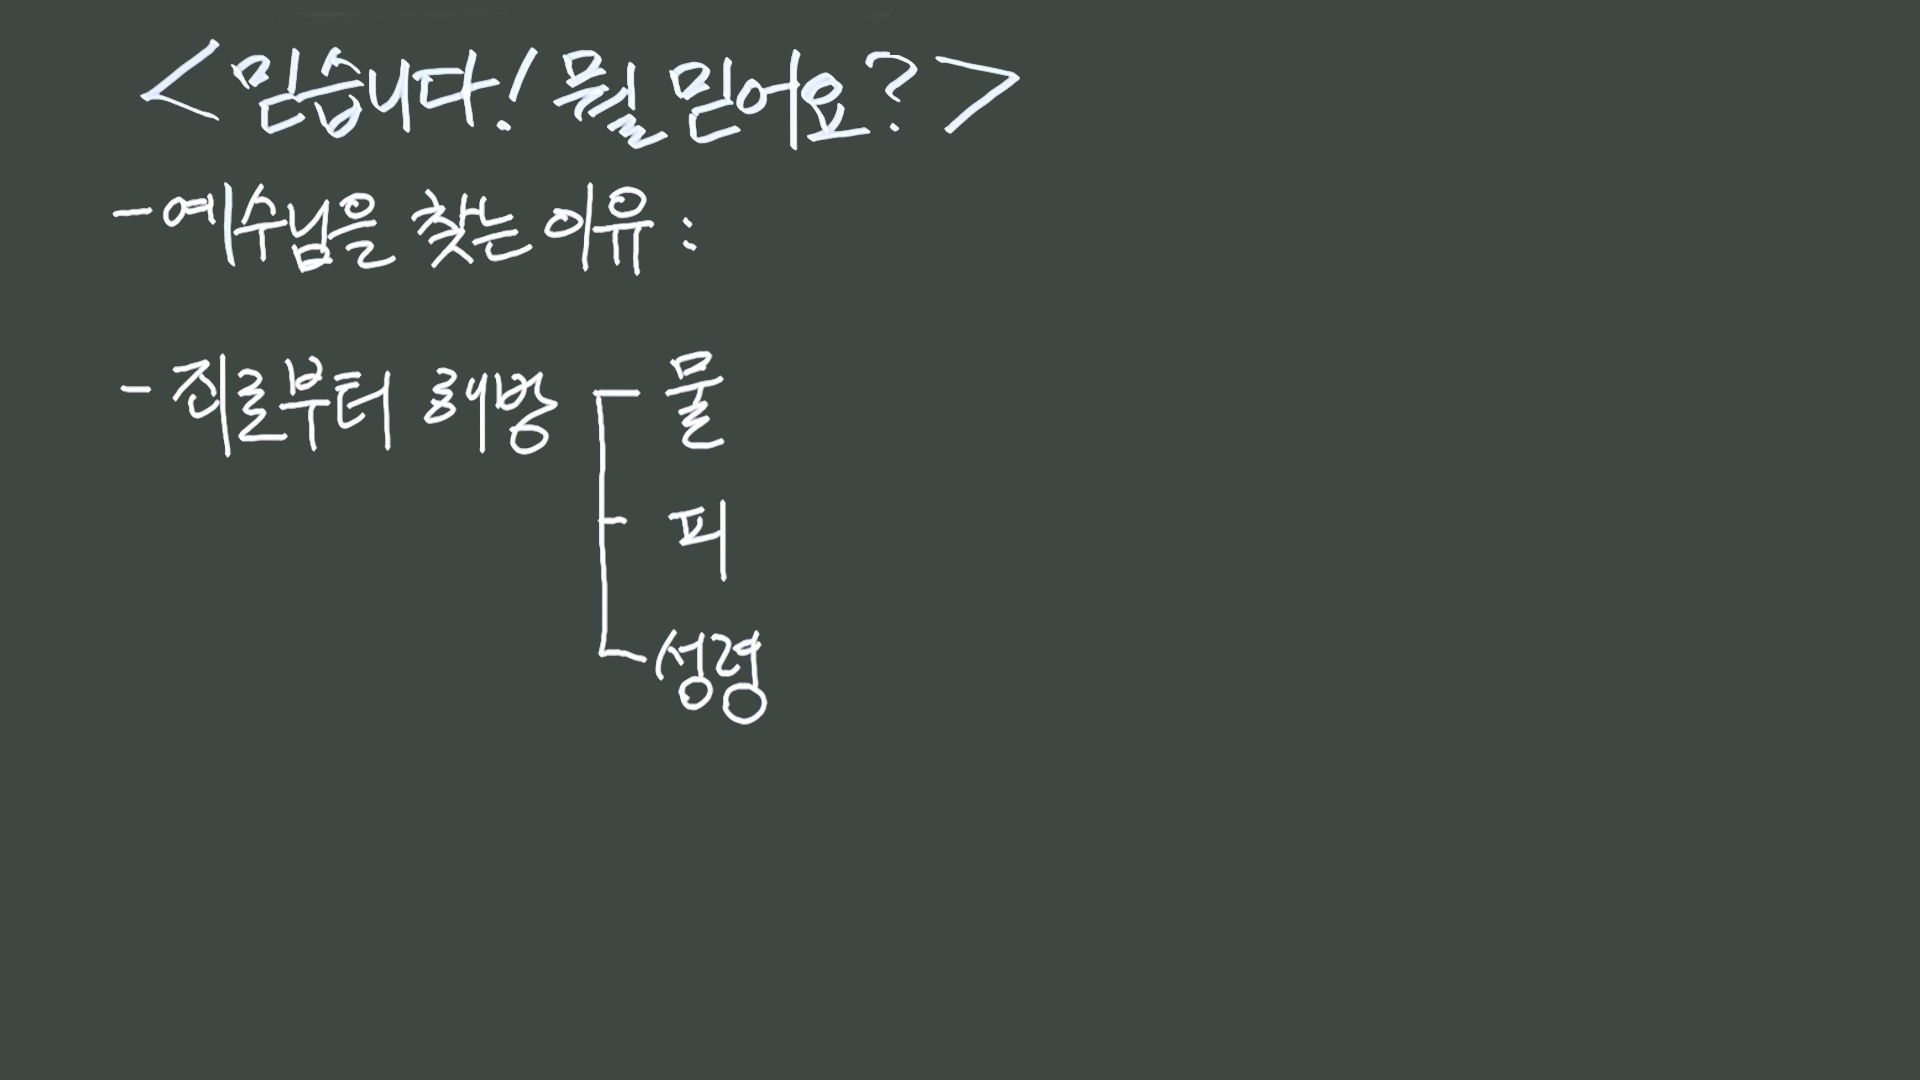 <믿습니다! 뭘 믿어요?>
- 예수님을 찾는 이유 :
- 죄로부터 해방 물
피
성령